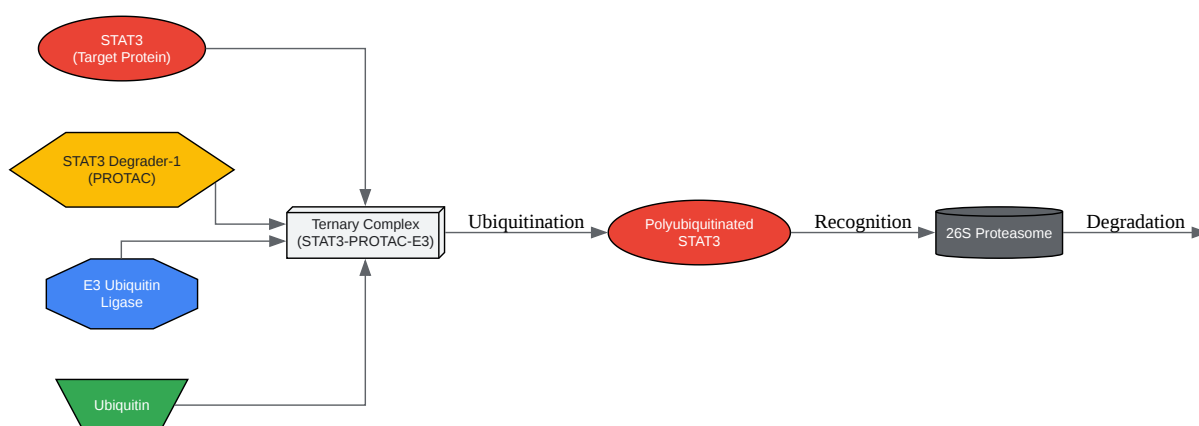 STAT3
(Target Protein)
STAT3 Degrader-1
(PROTAC)
Ternary Complex
(STAT3-PROTAC-E3)
Ubiquitination
Polyubiquitinated
STAT3
Recognition
26S Proteasome
Degradation
E3 Ubiquitin
Ligase
Ubiquitin